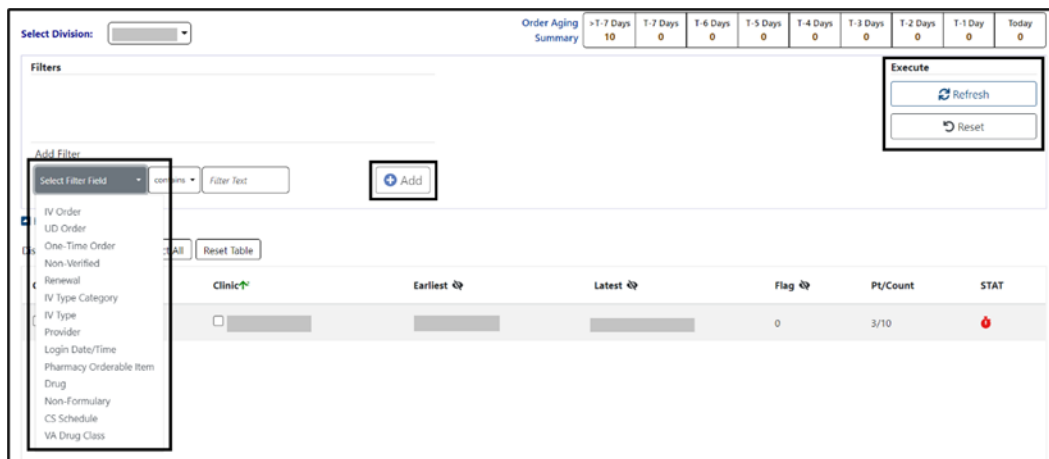 Select Division:
Order Aging Summary
>T-7 Days T-7 Days T-6 Days T-5 Days T-4 Days T-3 Days T-2 Days T-1 Day Today
10 0 0 0 0 0 0 0 0
Filters
Execute
Refresh
Reset
Add Filter
Select Filter Field contains Filter Text Add
IV Order
UD Order
One-Time Order
Non-Verified
Renewal
IV Type Category
IV Type
Provider
Login Date/Time
Pharmacy Orderable Item
Drug
Non-Formulary
CS Schedule
VA Drug Class
Reset Table
Clinic Earliest Latest Flag Pt/Count STAT
0 3/10